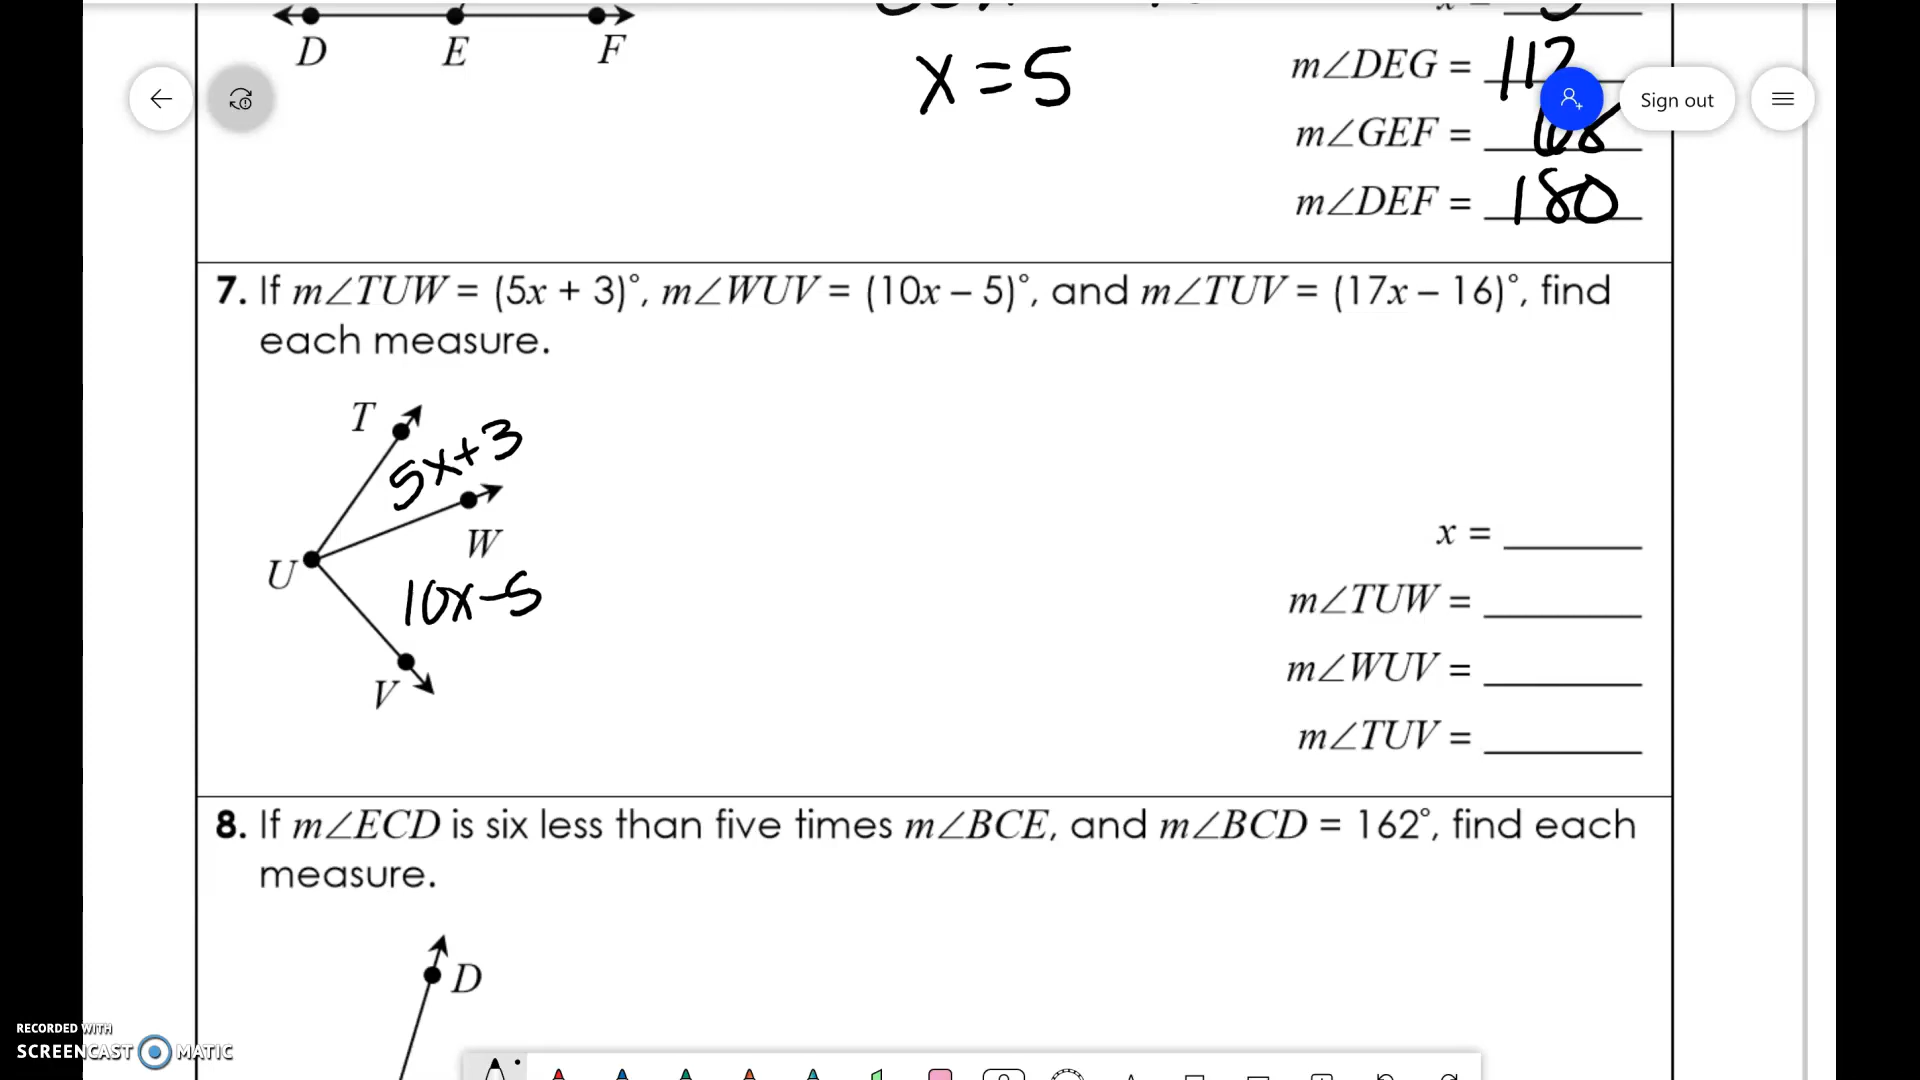 D E F
x = 5
m∠DEG = 112
m∠GEF = 68
m∠DEF = 180
Sign out
7. If m∠TUW = (5x + 3)°, m∠WUV = (10x – 5)°, and m∠TUV = (17x – 16)°, find
each measure.
T
5x+3
W
U
10x-5
V
x =
m∠TUW =
m∠WUV =
m∠TUV =
8. If m∠ECD is six less than five times m∠BCE, and m∠BCD = 162°, find each
measure.
D
RECORDED WITH
SCREENCAST MATIC